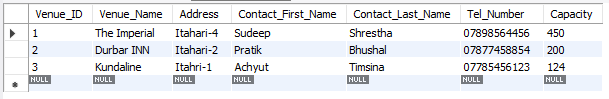 Venue_ID Venue_Name Address Contact_First_Name Contact_Last_Name Tel_Number Capacity
1 The Imperial Itahari-4 Sudeep Shrestha 07898564456 450
2 Durbar INN Itahari-2 Pratik Bhushal 07877458854 200
3 Kundaline Itahri-1 Achyut Timsina 07785456123 124
NULL NULL NULL NULL NULL NULL NULL